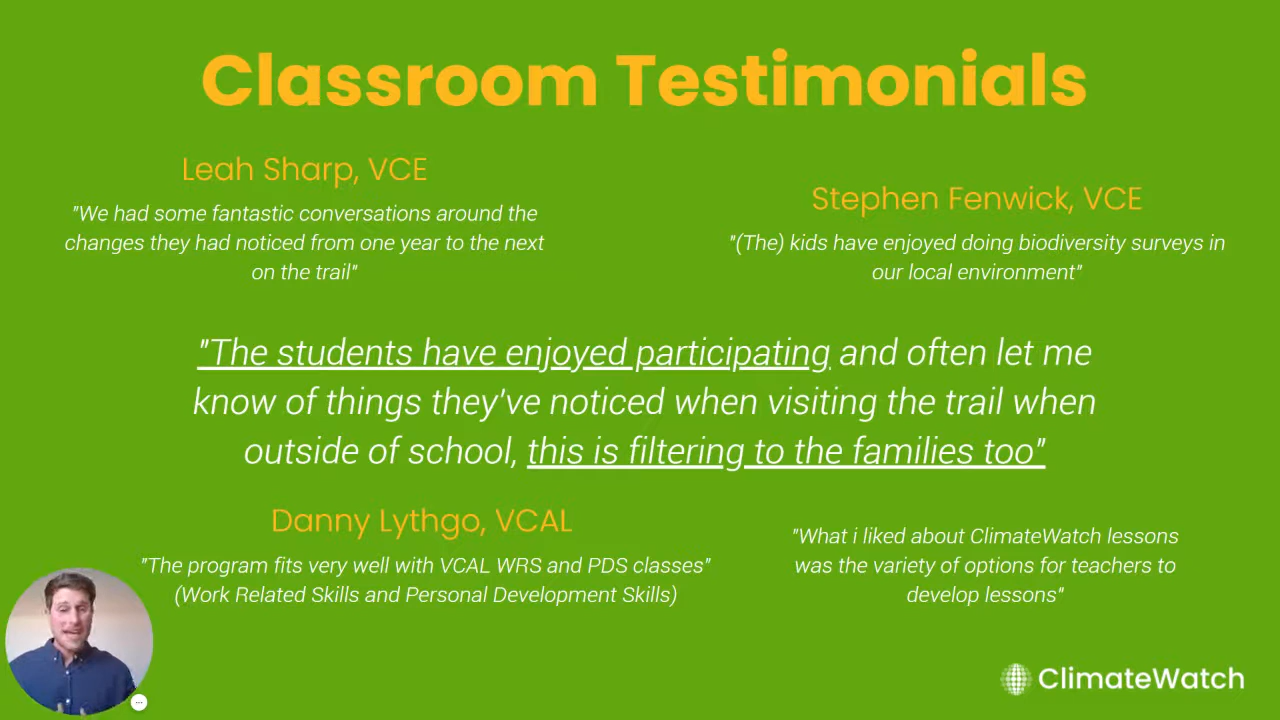 Classroom Testimonials
Leah Sharp, VCE
"We had some fantastic conversations around the
changes they had noticed from one year to the next
on the trail"
Stephen Fenwick, VCE
"(The) kids have enjoyed doing biodiversity surveys in
our local environment"
"The students have enjoyed participating and often let me
know of things they've noticed when visiting the trail when
outside of school, this is filtering to the families too"
Danny Lythgo, VCAL
"The program fits very well with VCAL WRS and PDS classes"
(Work Related Skills and Personal Development Skills)
"What i liked about ClimateWatch lessons
was the variety of options for teachers to
develop lessons"
ClimateWatch